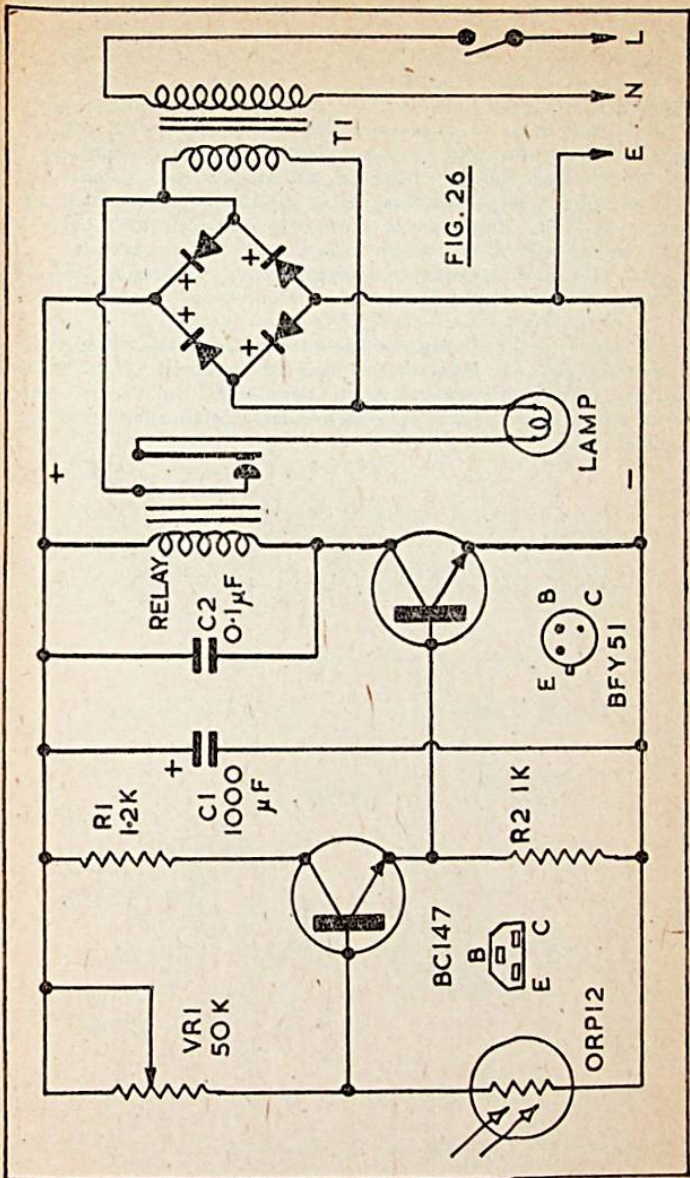 VR1
50K
ORP12
R1
1·2K
BC147
B
E C
R2 1K
+
C1
1000
µF
C2
0·1µF
RELAY
E B
C
BFY51
+
−
LAMP
+ +
+ +
T1
FIG. 26
E
N
L